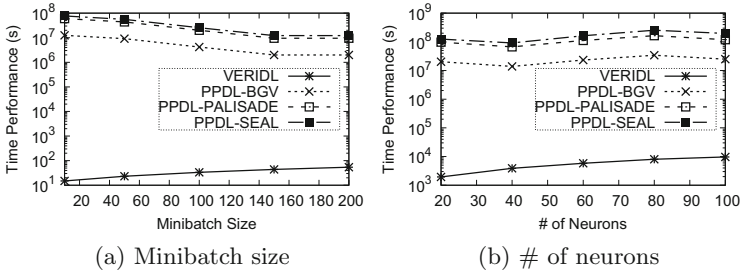 Time Performance (s)
10^8
10^7
10^6
10^5
10^4
10^3
10^2
10^1
VERIDL
PPDL-BGV
PPDL-PALISADE
PPDL-SEAL
20 40 60 80 100 120 140 160 180 200
Minibatch Size
(a) Minibatch size
Time Performance (s)
10^9
10^8
10^7
10^6
10^5
10^4
10^3
VERIDL
PPDL-BGV
PPDL-PALISADE
PPDL-SEAL
20 30 40 50 60 70 80 90 100
# of Neurons
(b) # of neurons